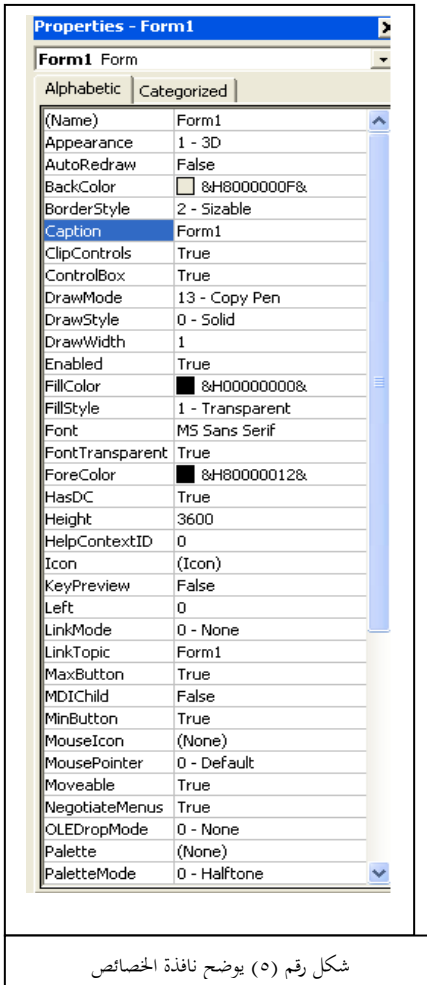 Properties - Form1
Form1 Form
Alphabetic Categorized
(Name) Form1
Appearance 1 - 3D
AutoRedraw False
BackColor &H8000000F&
BorderStyle 2 - Sizable
Caption Form1
ClipControls True
ControlBox True
DrawMode 13 - Copy Pen
DrawStyle 0 - Solid
DrawWidth 1
Enabled True
FillColor &H00000000&
FillStyle 1 - Transparent
Font MS Sans Serif
FontTransparent True
ForeColor &H80000012&
HasDC True
Height 3600
HelpContextID 0
Icon (Icon)
KeyPreview False
Left 0
LinkMode 0 - None
LinkTopic Form1
MaxButton True
MDIChild False
MinButton True
MouseIcon (None)
MousePointer 0 - Default
Moveable True
NegotiateMenus True
OLEDropMode 0 - None
Palette (None)
PaletteMode 0 - Halftone
شكل رقم (٥) يوضح نافذة الخصائص